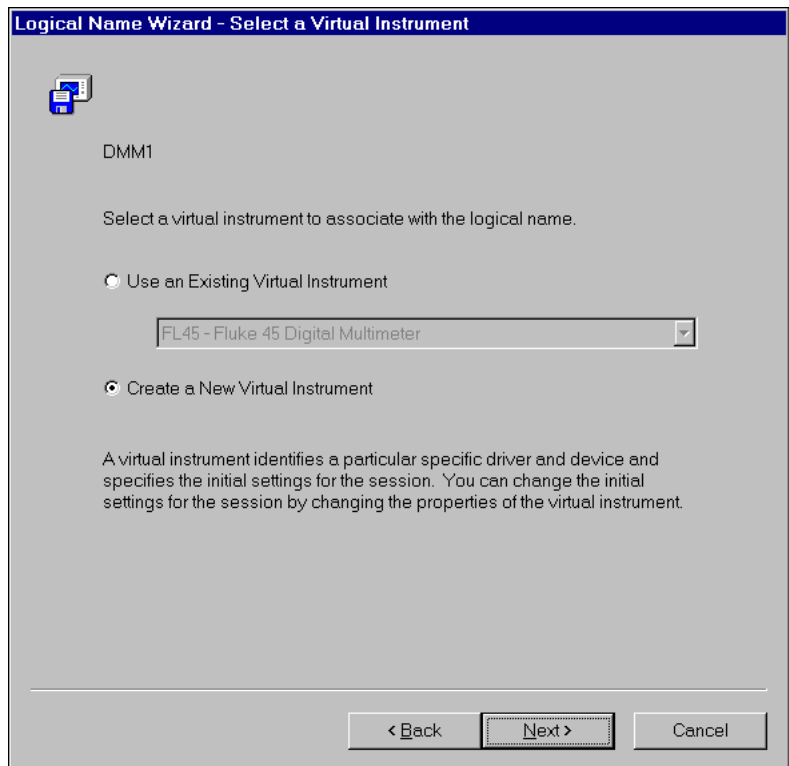 Logical Name Wizard - Select a Virtual Instrument
DMM1
Select a virtual instrument to associate with the logical name.
Use an Existing Virtual Instrument
FL45 - Fluke 45 Digital Multimeter
Create a New Virtual Instrument
A virtual instrument identifies a particular specific driver and device and
specifies the initial settings for the session. You can change the initial
settings for the session by changing the properties of the virtual instrument.
< Back
Next >
Cancel